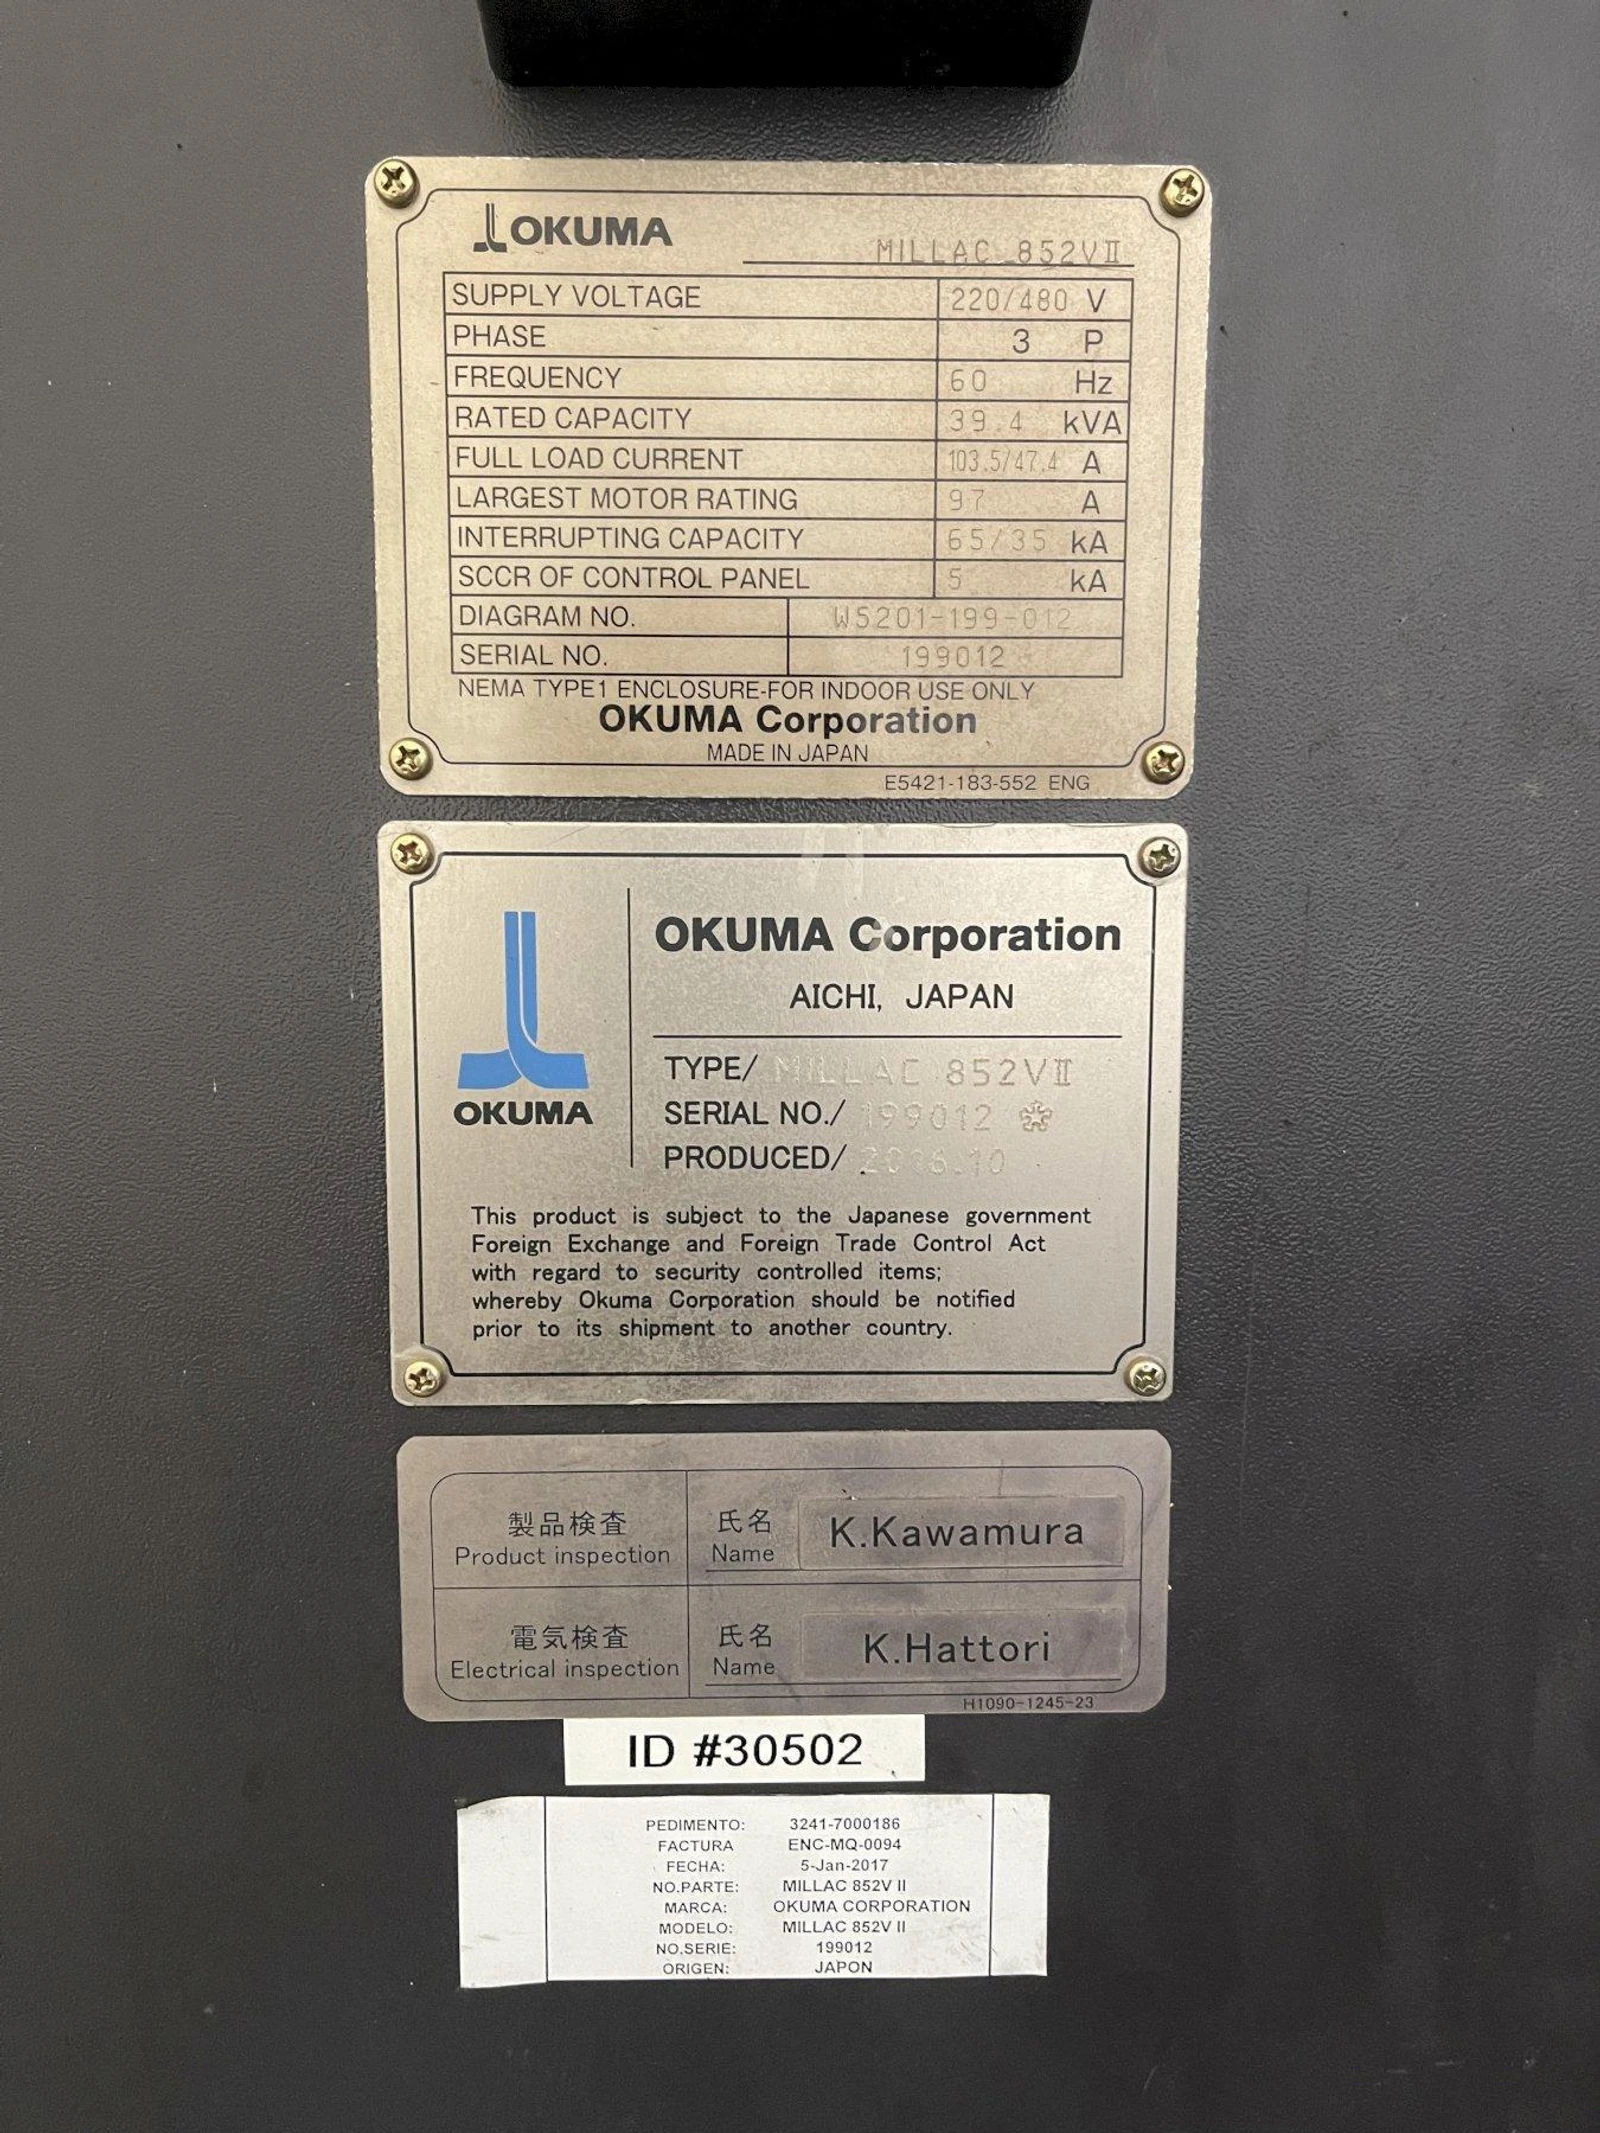 OKUMA
MILLAC 852VⅡ
SUPPLY VOLTAGE 220/480 V
PHASE 3 P
FREQUENCY 60 Hz
RATED CAPACITY 39.4 kVA
FULL LOAD CURRENT 103.5/47.4 A
LARGEST MOTOR RATING 97 A
INTERRUPTING CAPACITY 65/35 kA
SCCR OF CONTROL PANEL 5 kA
DIAGRAM NO. W5201-199-012
SERIAL NO. 199012
NEMA TYPE1 ENCLOSURE-FOR INDOOR USE ONLY
OKUMA Corporation
MADE IN JAPAN
E5421-183-552 ENG
OKUMA
OKUMA Corporation
AICHI, JAPAN
TYPE/ MILLAC 852VⅡ
SERIAL NO./ 199012
PRODUCED/ 2016.10
This product is subject to the Japanese government
Foreign Exchange and Foreign Trade Control Act
with regard to security controlled items;
whereby Okuma Corporation should be notified
prior to its shipment to another country.
製品検査 氏名 K.Kawamura
Product inspection Name
電気検査 氏名 K.Hattori
Electrical inspection Name
H1090-1245-23
ID #30502
PEDIMENTO: 3241-7000186
FACTURA ENC-MQ-0094
FECHA: 5-Jan-2017
NO.PARTE: MILLAC 852V II
MARCA: OKUMA CORPORATION
MODELO: MILLAC 852V II
NO.SERIE: 199012
ORIGEN: JAPON